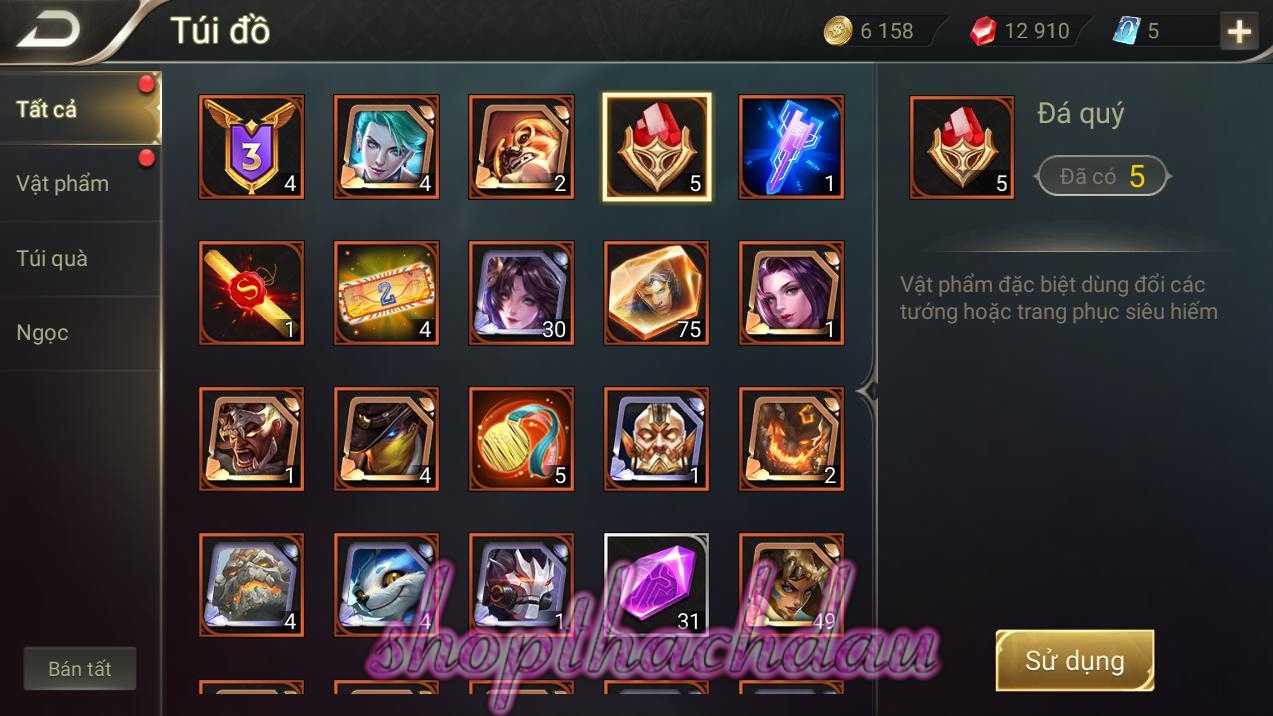 Túi đồ
6 158
12 910
5
Tất cả
Vật phẩm
Túi quà
Ngọc
Bán tất
3
4
4
2
5
1
1
2
4
30
75
1
1
4
5
1
2
4
4
1
31
49
Đá quý
5
Đã có 5
Vật phẩm đặc biệt dùng đổi các
tướng hoặc trang phục siêu hiếm
Sử dụng
shopthachdau